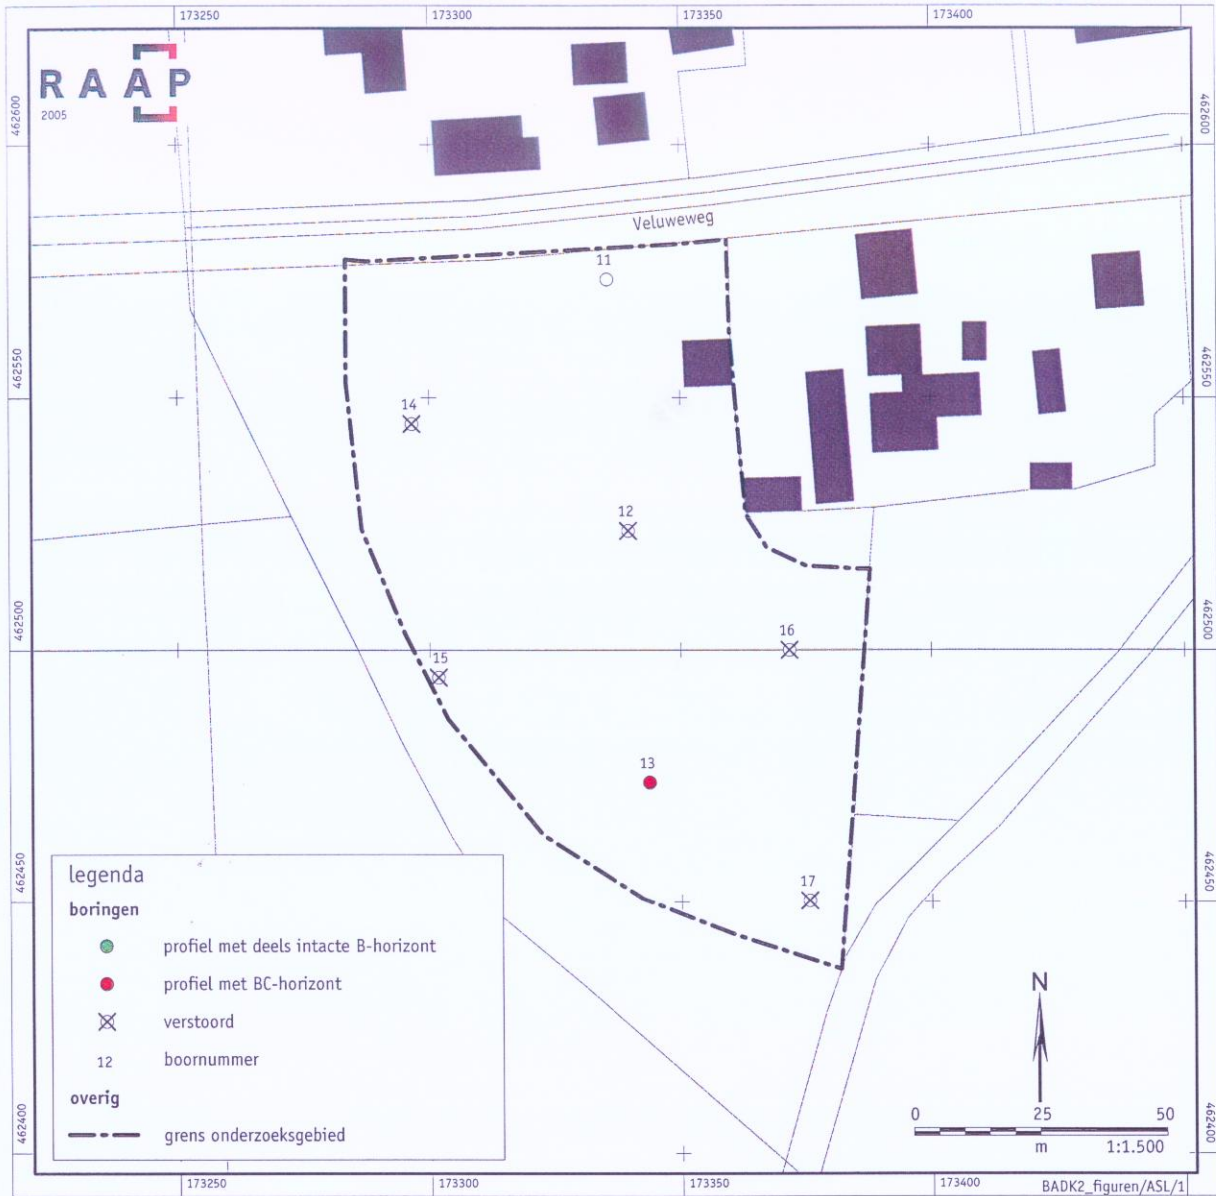 173250 173300 173350 173400
RAAP
2005
462600 462600
Veluweweg
11
462550 462550
14
12
462500 462500
16
15
13
462450 462450
17
legenda
boringen
profiel met deels intacte B-horizont
profiel met BC-horizont
verstoord
12 boornummer
overig
grens onderzoeksgebied
N
0 25 50
m 1:1.500
462400 462400
173250 173300 173350 173400
BADK2_figuren/ASL/1